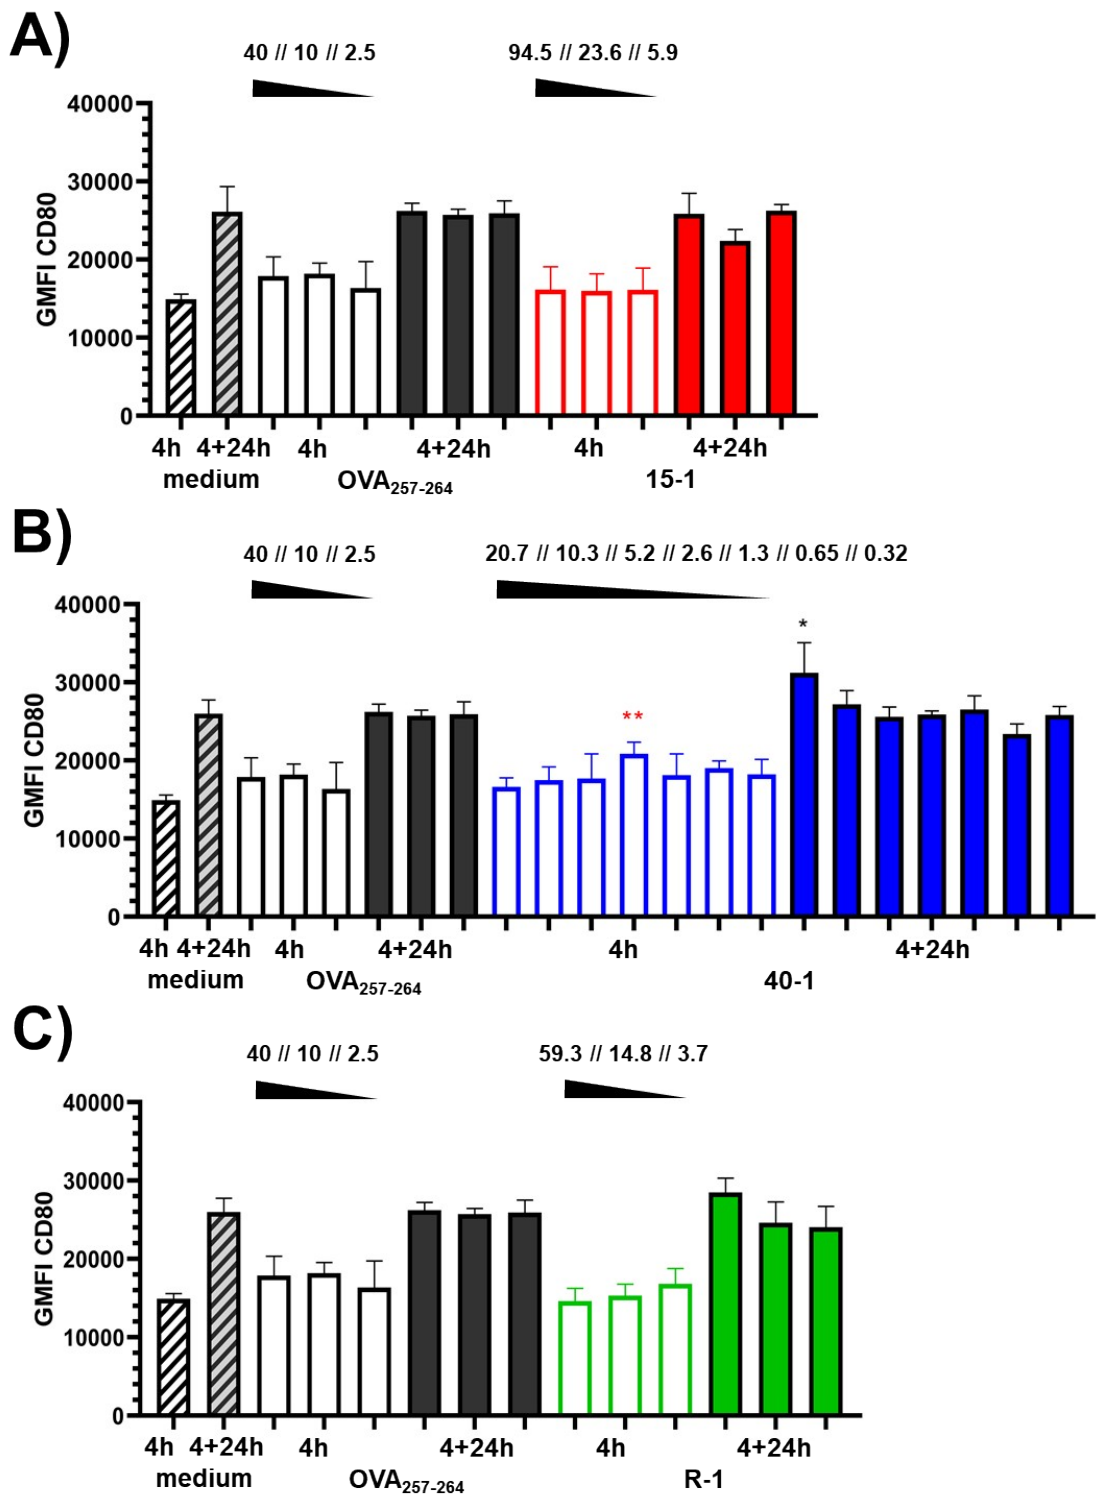 A)
40 // 10 // 2.5 94.5 // 23.6 // 5.9
40000
30000
20000
10000
0
GMFI CD80
4h 4+24h 4h 4+24h 4h 4+24h
medium OVA257-264 15-1
B)
40 // 10 // 2.5 20.7 // 10.3 // 5.2 // 2.6 // 1.3 // 0.65 // 0.32
40000
30000
20000
10000
0
GMFI CD80
*
**
4h 4+24h 4h 4+24h 4h 4+24h
medium OVA257-264 40-1
C)
40 // 10 // 2.5 59.3 // 14.8 // 3.7
40000
30000
20000
10000
0
GMFI CD80
4h 4+24h 4h 4+24h 4h 4+24h
medium OVA257-264 R-1